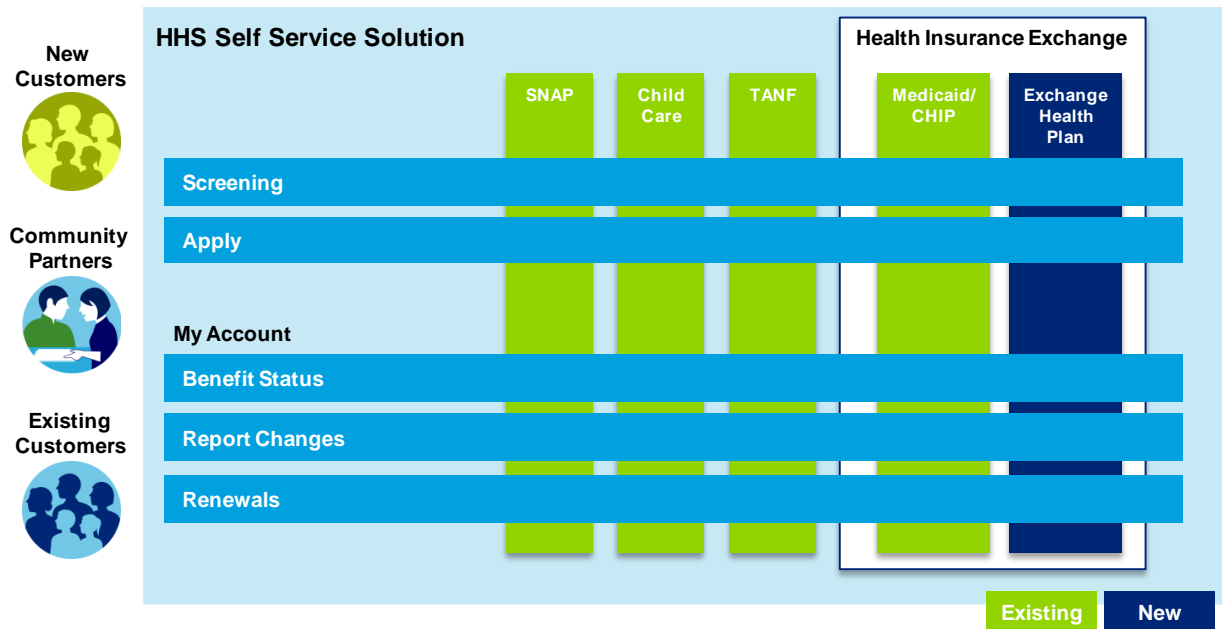 HHS Self Service Solution
Health Insurance Exchange
New
Customers
SNAP
Child
Care
TANF
Medicaid/
CHIP
Exchange
Health
Plan
Screening
Community
Partners
Apply
My Account
Benefit Status
Existing
Customers
Report Changes
Renewals
Existing
New